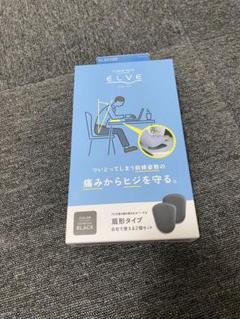 ELECOM
ELVE
ついとってしまう前傾姿勢の
痛みからヒジを守る。
COLOR
BLACK
扇形タイプ
左右で使える2個セット